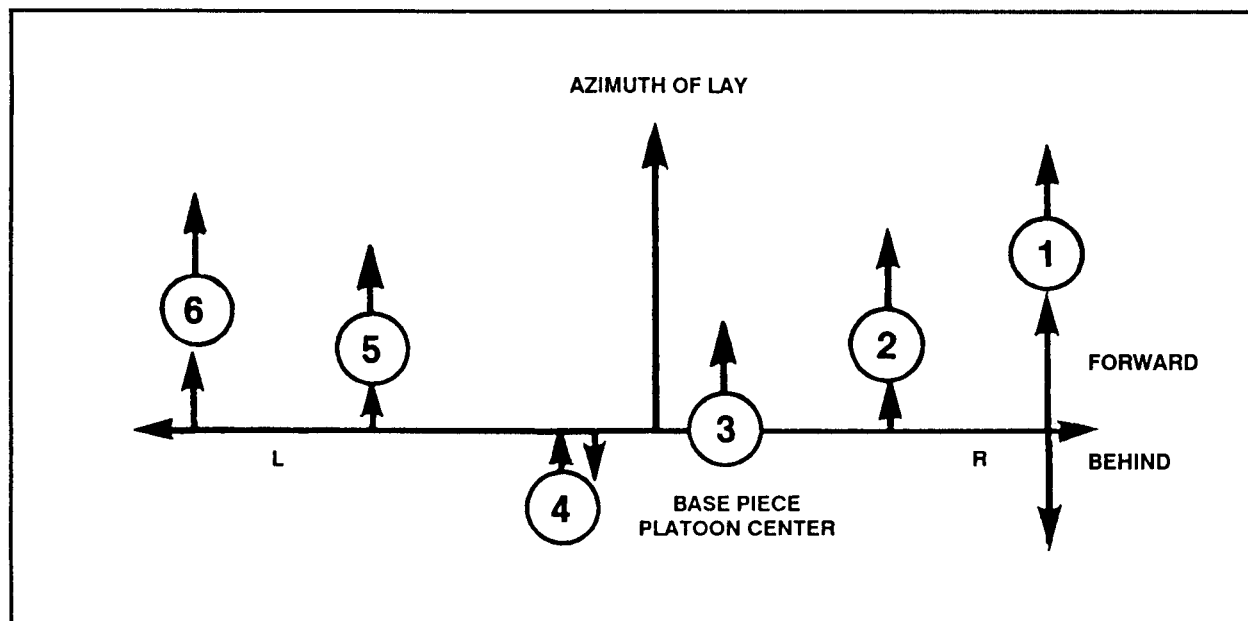 AZIMUTH OF LAY
1
6
2
5
FORWARD
3
L
R
BEHIND
4
BASE PIECE
PLATOON CENTER